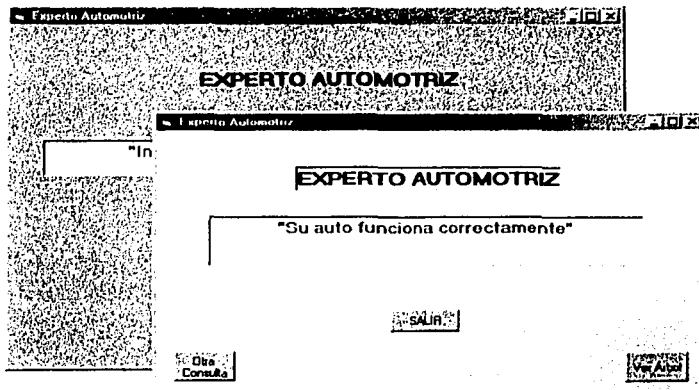 Experto Automotriz
EXPERTO AUTOMOTRIZ
"In
Experto Automotriz
EXPERTO AUTOMOTRIZ
"Su auto funciona correctamente"
SALIR
Otra
Consulta
Ver Arbol